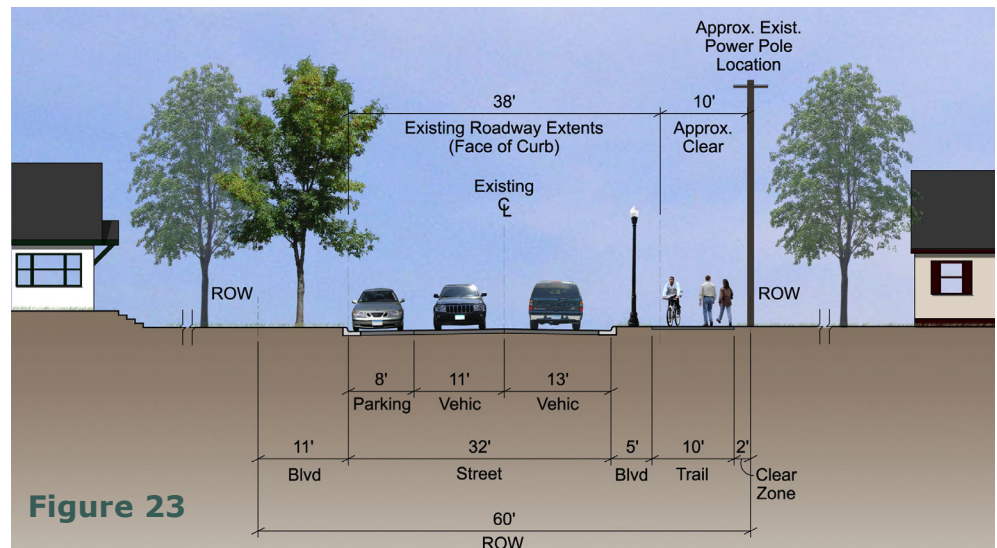 Approx. Exist.
Power Pole
Location
38'
10'
Existing Roadway Extents
(Face of Curb)
Approx.
Clear
Existing
℄
ROW
ROW
8'
11'
13'
Parking
Vehic
Vehic
11'
32'
5'
10'
2'
Blvd
Street
Blvd
Trail
Clear
Zone
Figure 23
60'
ROW